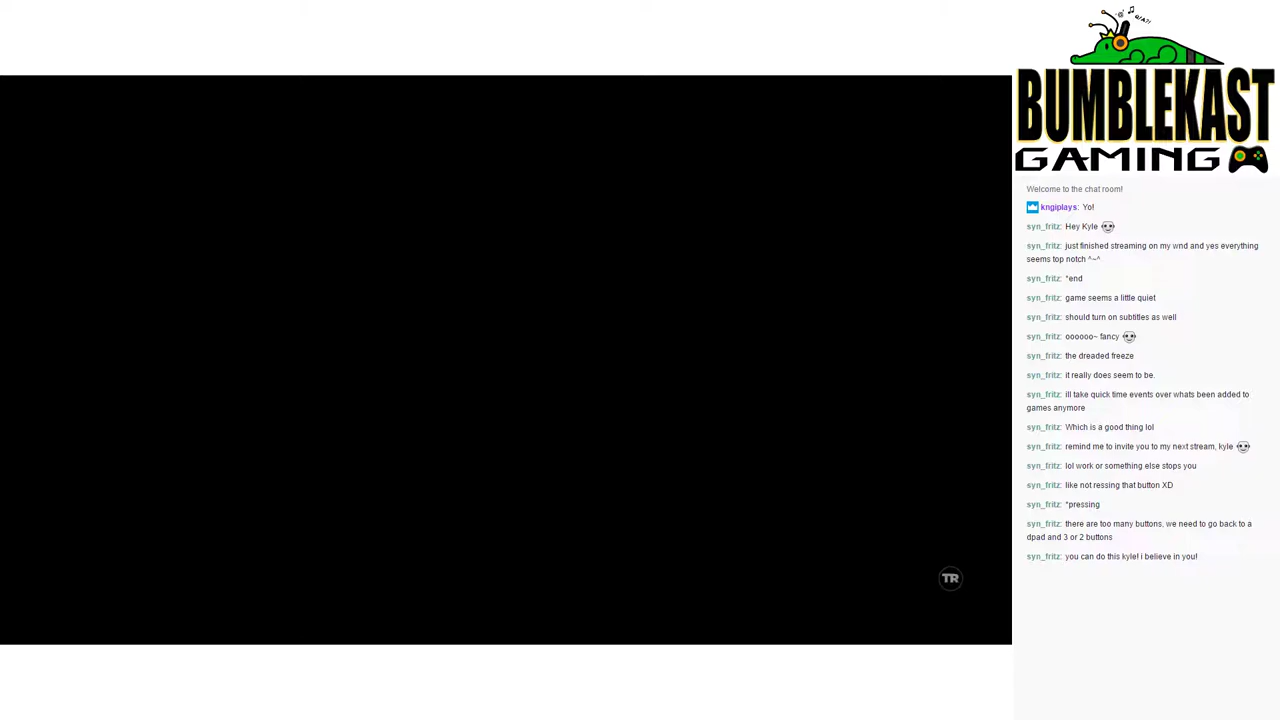 Q/A?!
BUMBLEKAST
GAMING
Welcome to the chat room!
kngiplays: Yo!
syn_fritz: Hey Kyle
syn_fritz: just finished streaming on my wnd and yes everything
seems top notch ^~^
syn_fritz: *end
syn_fritz: game seems a little quiet
syn_fritz: should turn on subtitles as well
syn_fritz: oooooo~ fancy
syn_fritz: the dreaded freeze
syn_fritz: it really does seem to be.
syn_fritz: ill take quick time events over whats been added to
games anymore
syn_fritz: Which is a good thing lol
syn_fritz: remind me to invite you to my next stream, kyle
syn_fritz: lol work or something else stops you
syn_fritz: like not ressing that button XD
syn_fritz: *pressing
syn_fritz: there are too many buttons, we need to go back to a
dpad and 3 or 2 buttons
syn_fritz: you can do this kyle! i believe in you!
TR